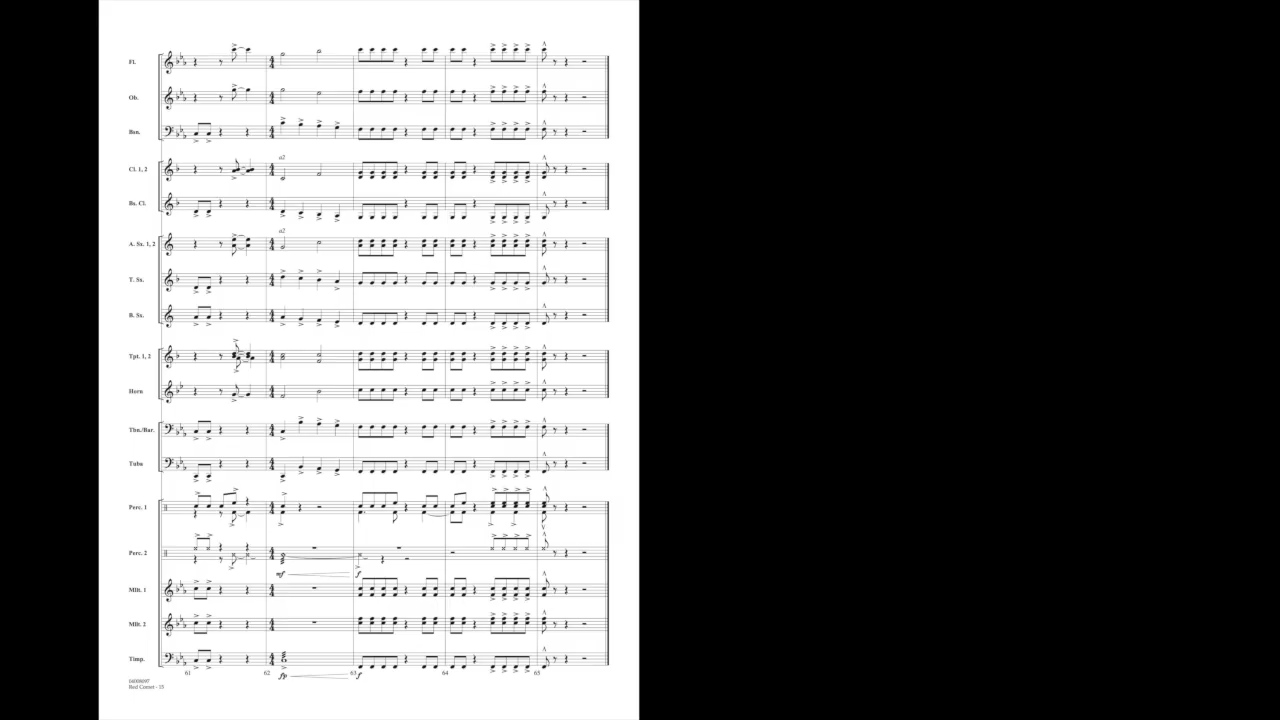 Fl.
Ob.
Bsn.
Cl. 1, 2
a2
Bs. Cl.
a2
A. Sx. 1, 2
T. Sx.
B. Sx.
Tpt. 1, 2
Horn
Tbn./Bar.
Tuba
Perc. 1
Perc. 2
mf f
Mlt. 1
Mlt. 2
Timp.
61 62 63 64 65
fp f
Red Comet - 15